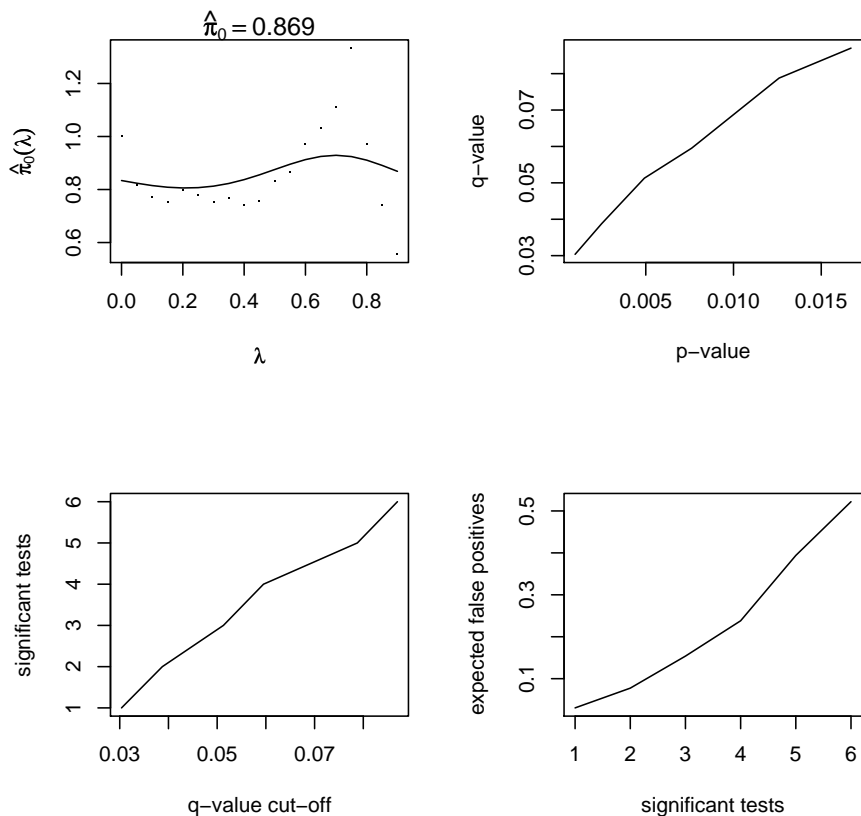 π̂₀ = 0.869
π̂₀(λ)
1.2
1.0
0.8
0.6
0.0 0.2 0.4 0.6 0.8
λ
q−value
0.07
0.05
0.03
0.005 0.010 0.015
p−value
significant tests
6
5
4
3
2
1
0.03 0.05 0.07
q−value cut−off
expected false positives
0.5
0.3
0.1
1 2 3 4 5 6
significant tests